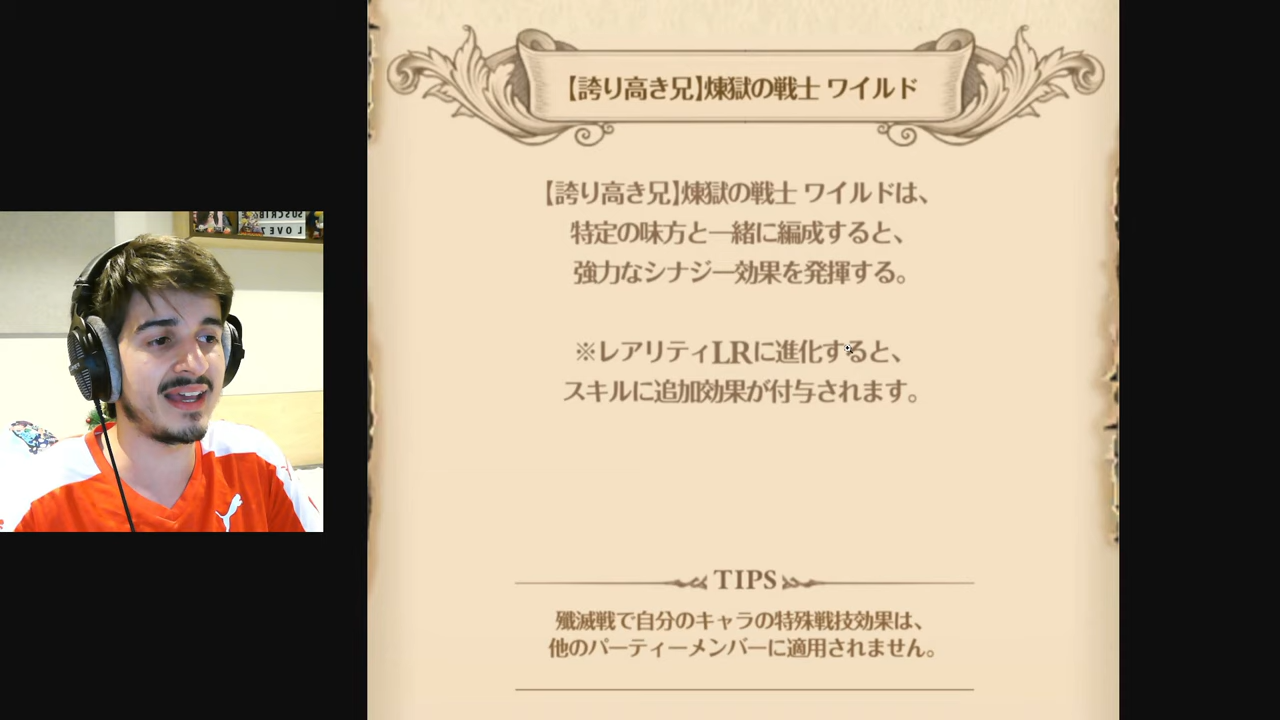 【誇り高き兄】煉獄の戦士 ワイルド
【誇り高き兄】煉獄の戦士 ワイルドは、
特定の味方と一緒に編成すると、
強力なシナジー効果を発揮する。
※レアリティLRに進化すると、
スキルに追加効果が付与されます。
TIPS
殲滅戦で自分のキャラの特殊戦技効果は、
他のパーティーメンバーに適用されません。